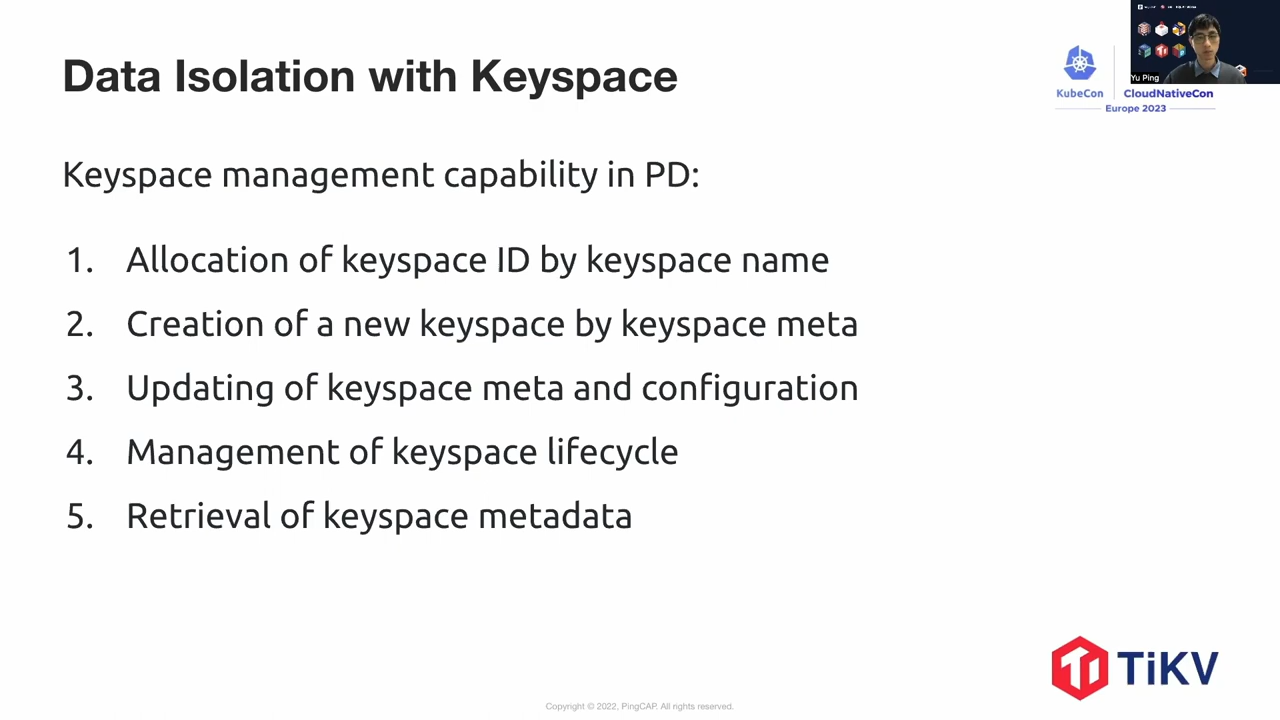 Data Isolation with Keyspace
Yu Ping
KubeCon
CloudNativeCon
Europe 2023
Keyspace management capability in PD:
1. Allocation of keyspace ID by keyspace name
2. Creation of a new keyspace by keyspace meta
3. Updating of keyspace meta and configuration
4. Management of keyspace lifecycle
5. Retrieval of keyspace metadata
TiKV
Copyright © 2022, PingCAP. All rights reserved.